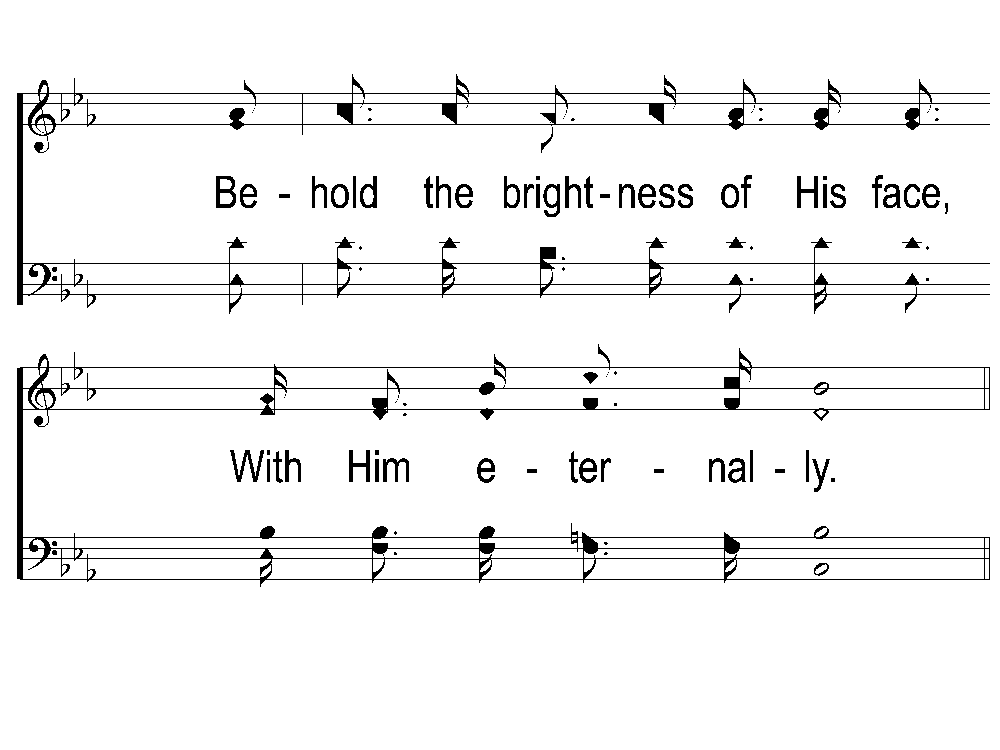 Be - hold the bright - ness of His face,
With Him e - ter - nal - ly.